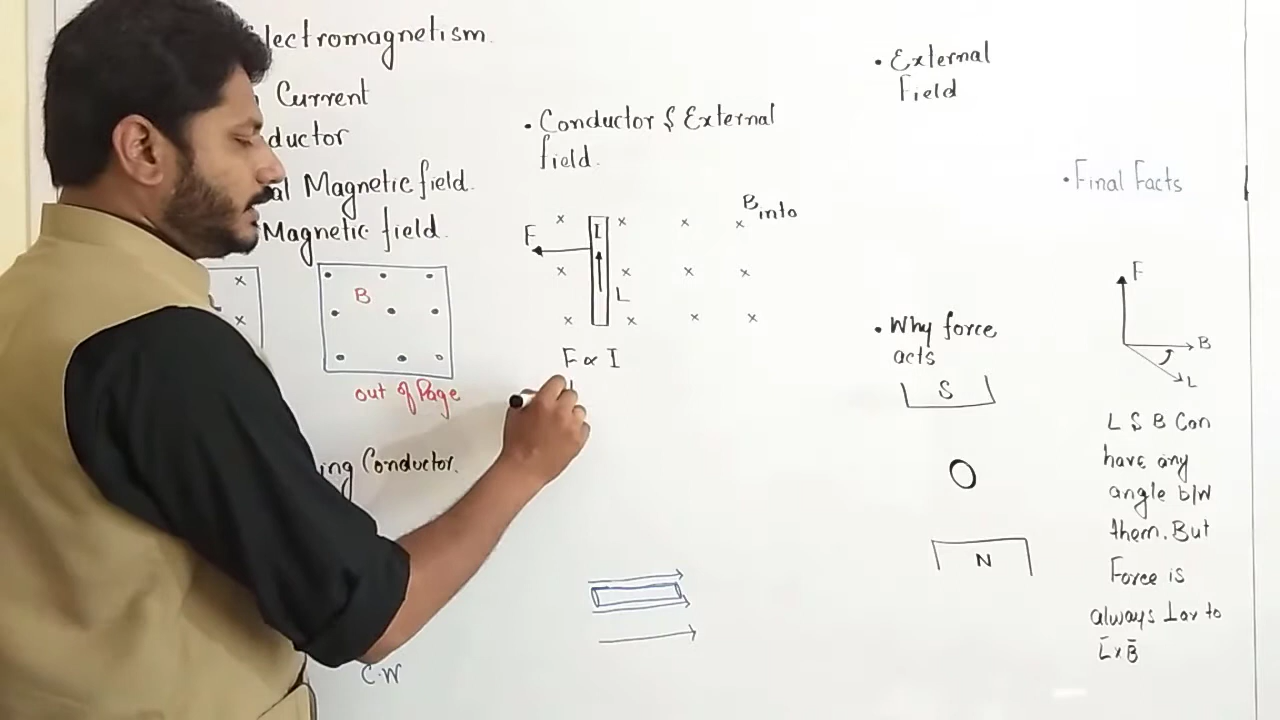 lectromagnetism.
Current
ductor
al Magnetic field.
Magnetic field.
x
x
B
out of Page
ing Conductor.
C.W
• Conductor & External
field.
B into
x x x x
F
I
x x x x
L
x x x x
F ∝ I
• External
Field
• Why force
acts
S
O
N
• Final Facts
F
B
L
L & B Can
have any
angle b/w
them. But
Force is
always ⊥ar to
L̄ x B̄